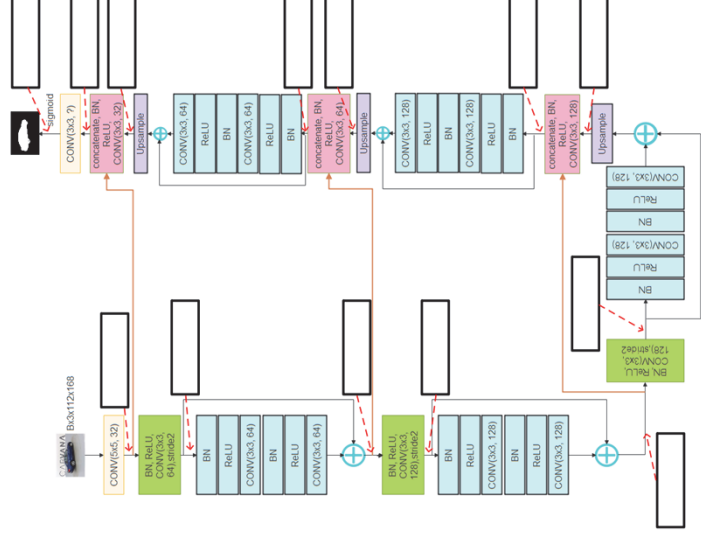 sigmoid
CONV(3x3, ?)
concatenate, BN,
ReLU,
CONV(3x3, 32)
Upsample
CONV(3x3, 64)
ReLU
BN
CONV(3x3, 64)
ReLU
BN
concatenate, BN,
ReLU,
CONV(3x3, 64)
Upsample
CONV(3x3, 128)
ReLU
BN
CONV(3x3, 128)
ReLU
BN
concatenate, BN,
ReLU,
CONV(3x3, 128)
Upsample
CONV(3x3, 128)
ReLU
BN
CONV(3x3, 128)
ReLU
BN
BN, ReLU,
CONV(3x3,
128),stride2
Bx3x112x168
CONV(5x5, 32)
BN, ReLU,
CONV(3x3,
64),stride2
BN
ReLU
CONV(3x3, 64)
BN
ReLU
CONV(3x3, 64)
BN, ReLU,
CONV(3x3,
128),stride2
BN
ReLU
CONV(3x3, 128)
BN
ReLU
CONV(3x3, 128)